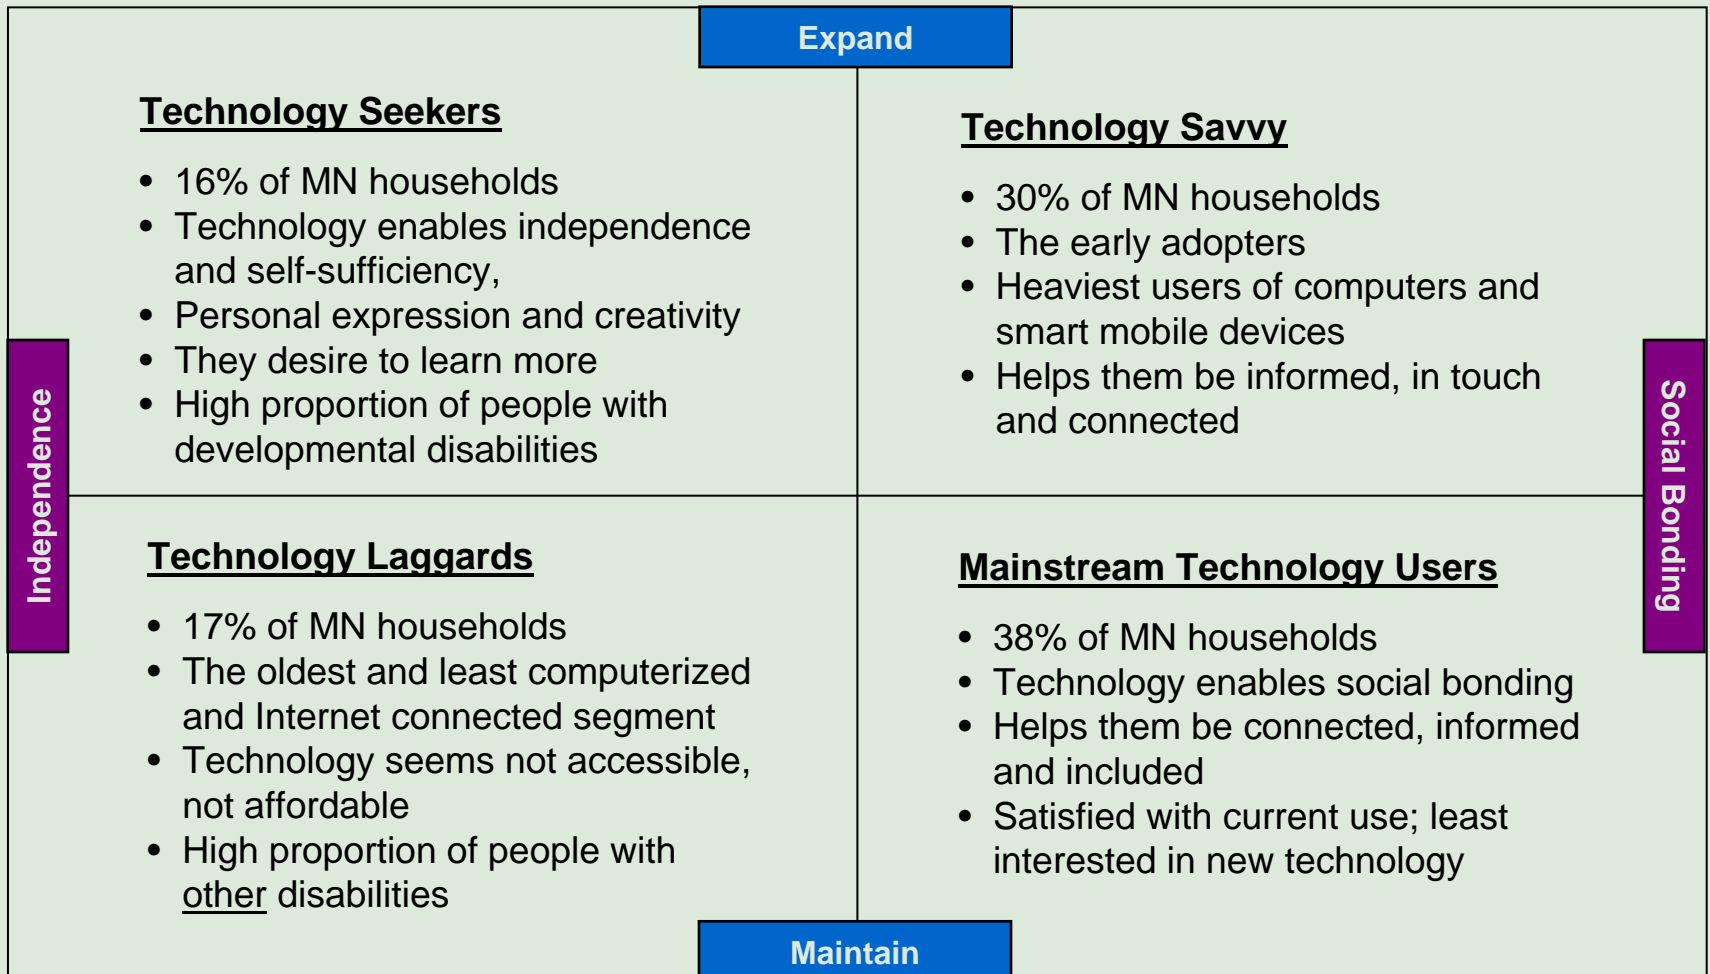 Expand
Technology Seekers
• 16% of MN households
• Technology enables independence
and self-sufficiency,
• Personal expression and creativity
• They desire to learn more
• High proportion of people with
developmental disabilities
Technology Savvy
• 30% of MN households
• The early adopters
• Heaviest users of computers and
smart mobile devices
• Helps them be informed, in touch
and connected
Independence
Social Bonding
Technology Laggards
• 17% of MN households
• The oldest and least computerized
and Internet connected segment
• Technology seems not accessible,
not affordable
• High proportion of people with
other disabilities
Mainstream Technology Users
• 38% of MN households
• Technology enables social bonding
• Helps them be connected, informed
and included
• Satisfied with current use; least
interested in new technology
Maintain